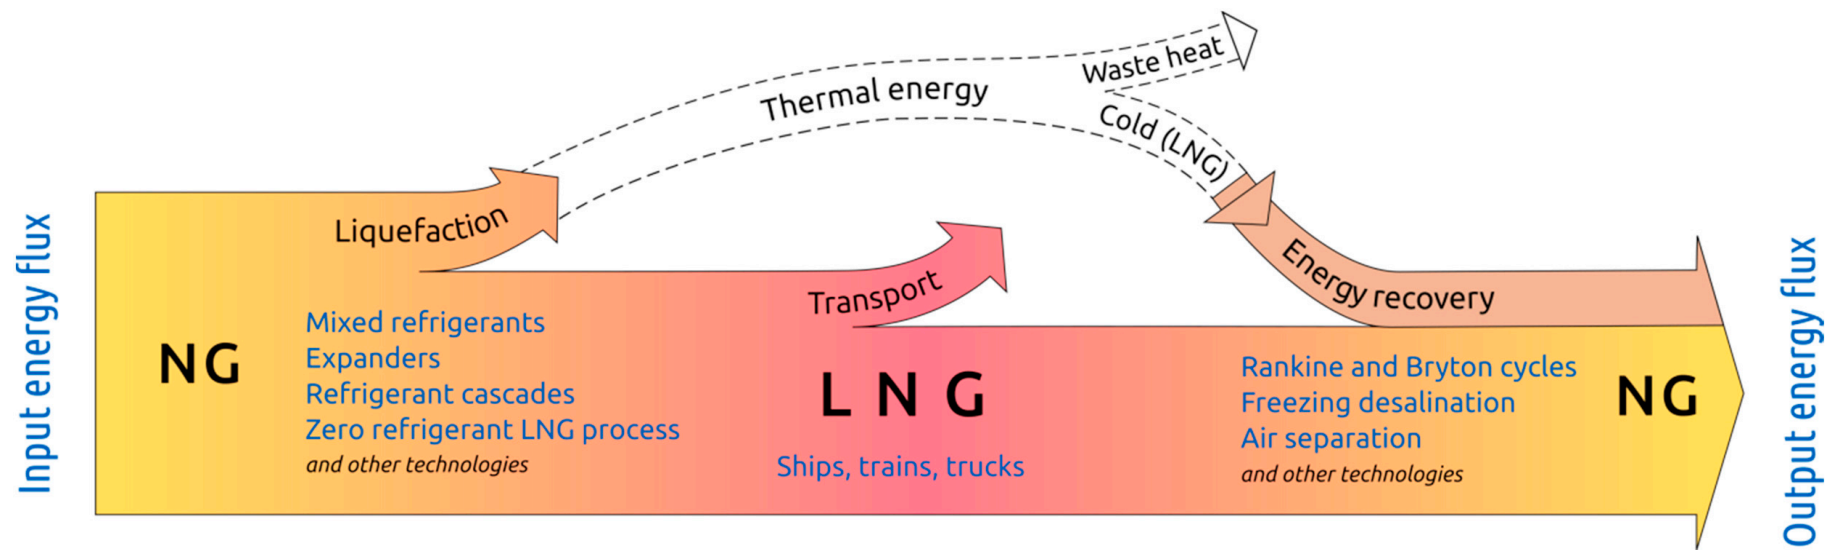 Input energy flux
NG
Liquefaction
Mixed refrigerants
Expanders
Refrigerant cascades
Zero refrigerant LNG process
and other technologies
Thermal energy
Waste heat
Cold (LNG)
Transport
L N G
Ships, trains, trucks
Energy recovery
Rankine and Bryton cycles
Freezing desalination
Air separation
and other technologies
NG
Output energy flux